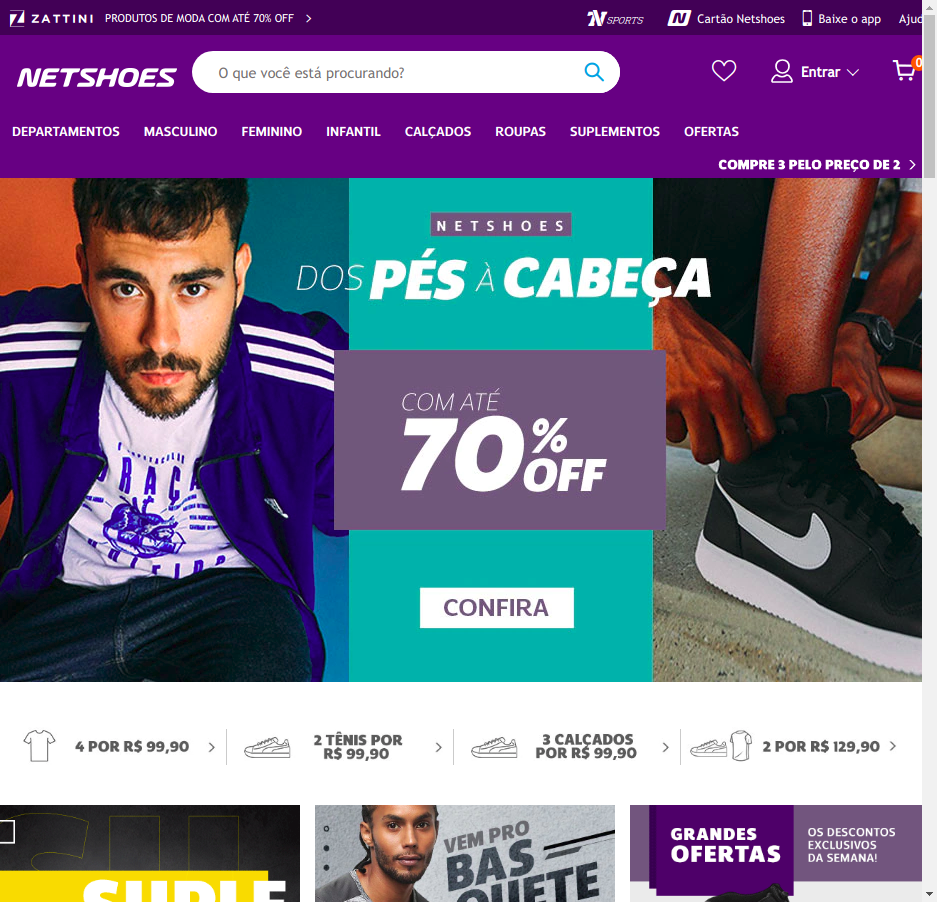 ZATTINI PRODUTOS DE MODA COM ATÉ 70% OFF
N SPORTS
N Cartão Netshoes
Baixe o app
NETSHOES
O que você está procurando?
Entrar
0
DEPARTAMENTOS MASCULINO FEMININO INFANTIL CALÇADOS ROUPAS SUPLEMENTOS OFERTAS
COMPRE 3 PELO PREÇO DE 2
NETSHOES
DOS PÉS À CABEÇA
COM ATÉ
70% OFF
CONFIRA
4 POR R$ 99,90
2 TÊNIS POR
R$ 99,90
3 CALÇADOS
POR R$ 99,90
2 POR R$ 129,90
VEM PRO
BAS
GRANDES
OFERTAS
OS DESCONTOS
EXCLUSIVOS
DA SEMANA!